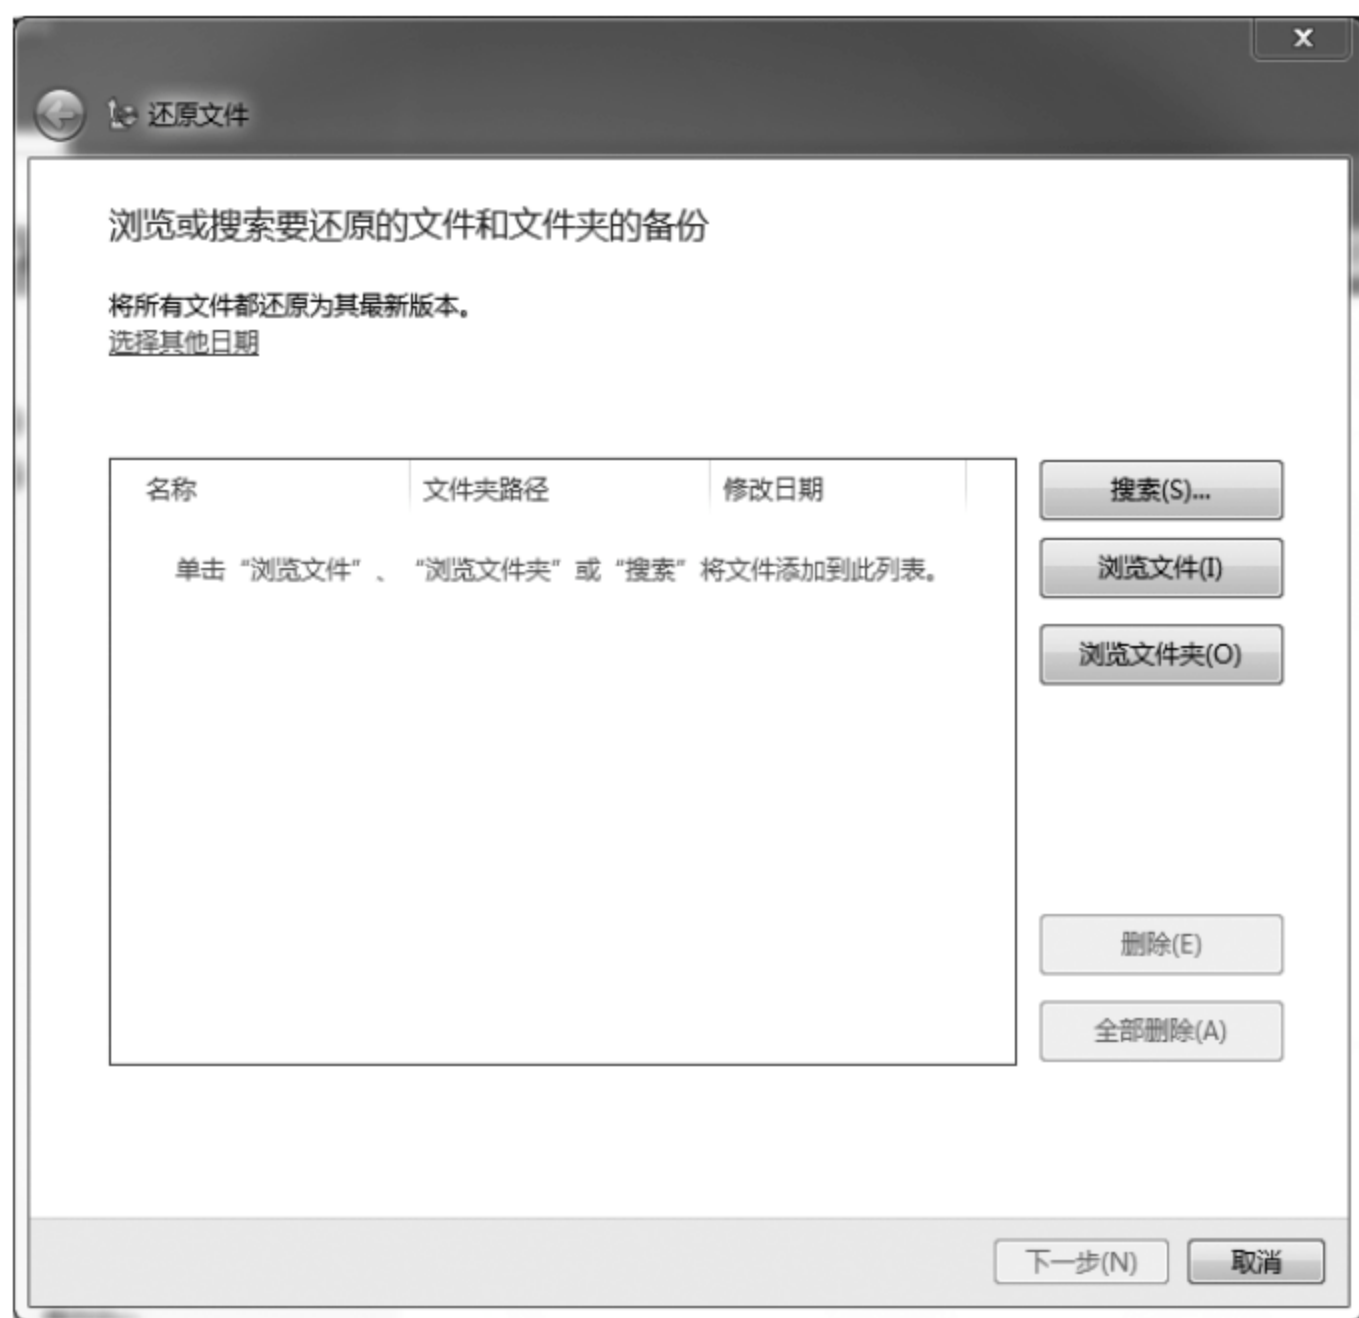 还原文件
浏览或搜索要还原的文件和文件夹的备份
将所有文件都还原为其最新版本。
选择其他日期
名称 文件夹路径 修改日期
单击“浏览文件”、“浏览文件夹”或“搜索”将文件添加到此列表。
搜索(S)...
浏览文件(I)
浏览文件夹(O)
删除(E)
全部删除(A)
下一步(N) 取消